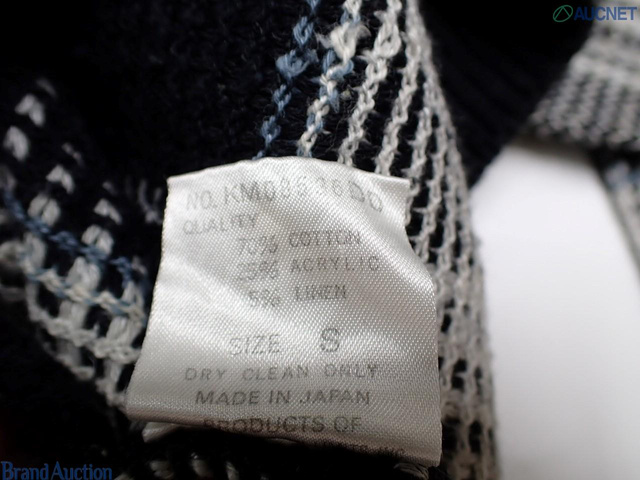 AUCNET
QUALITY
70% COTTON
25% ACRYLIC
5% LINEN
SIZE S
DRY CLEAN ONLY
MADE IN JAPAN
PRODUCTS OF
Brand Auction